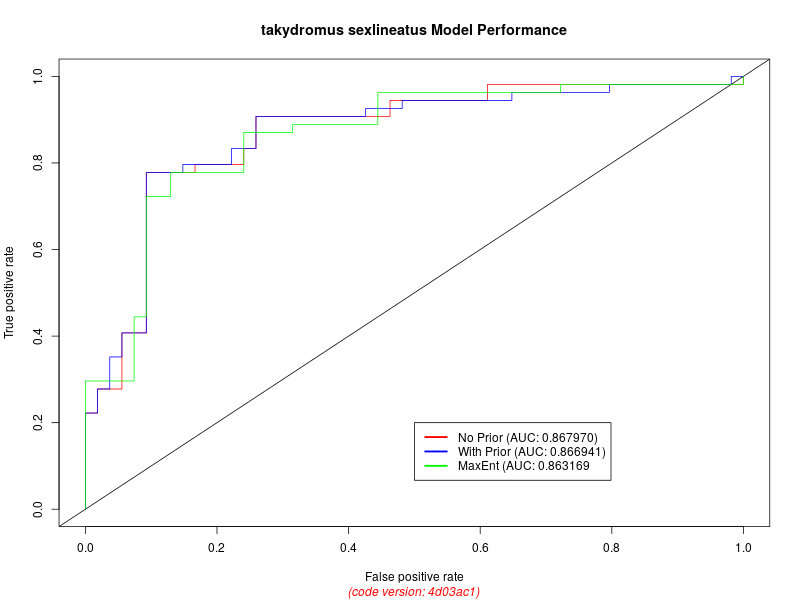 takydromus sexlineatus Model Performance
1.0
0.8
0.6
0.4
0.2
0.0
True positive rate
No Prior (AUC: 0.867970)
With Prior (AUC: 0.866941)
MaxEnt (AUC: 0.863169
0.0 0.2 0.4 0.6 0.8 1.0
False positive rate
(code version: 4d03ac1)